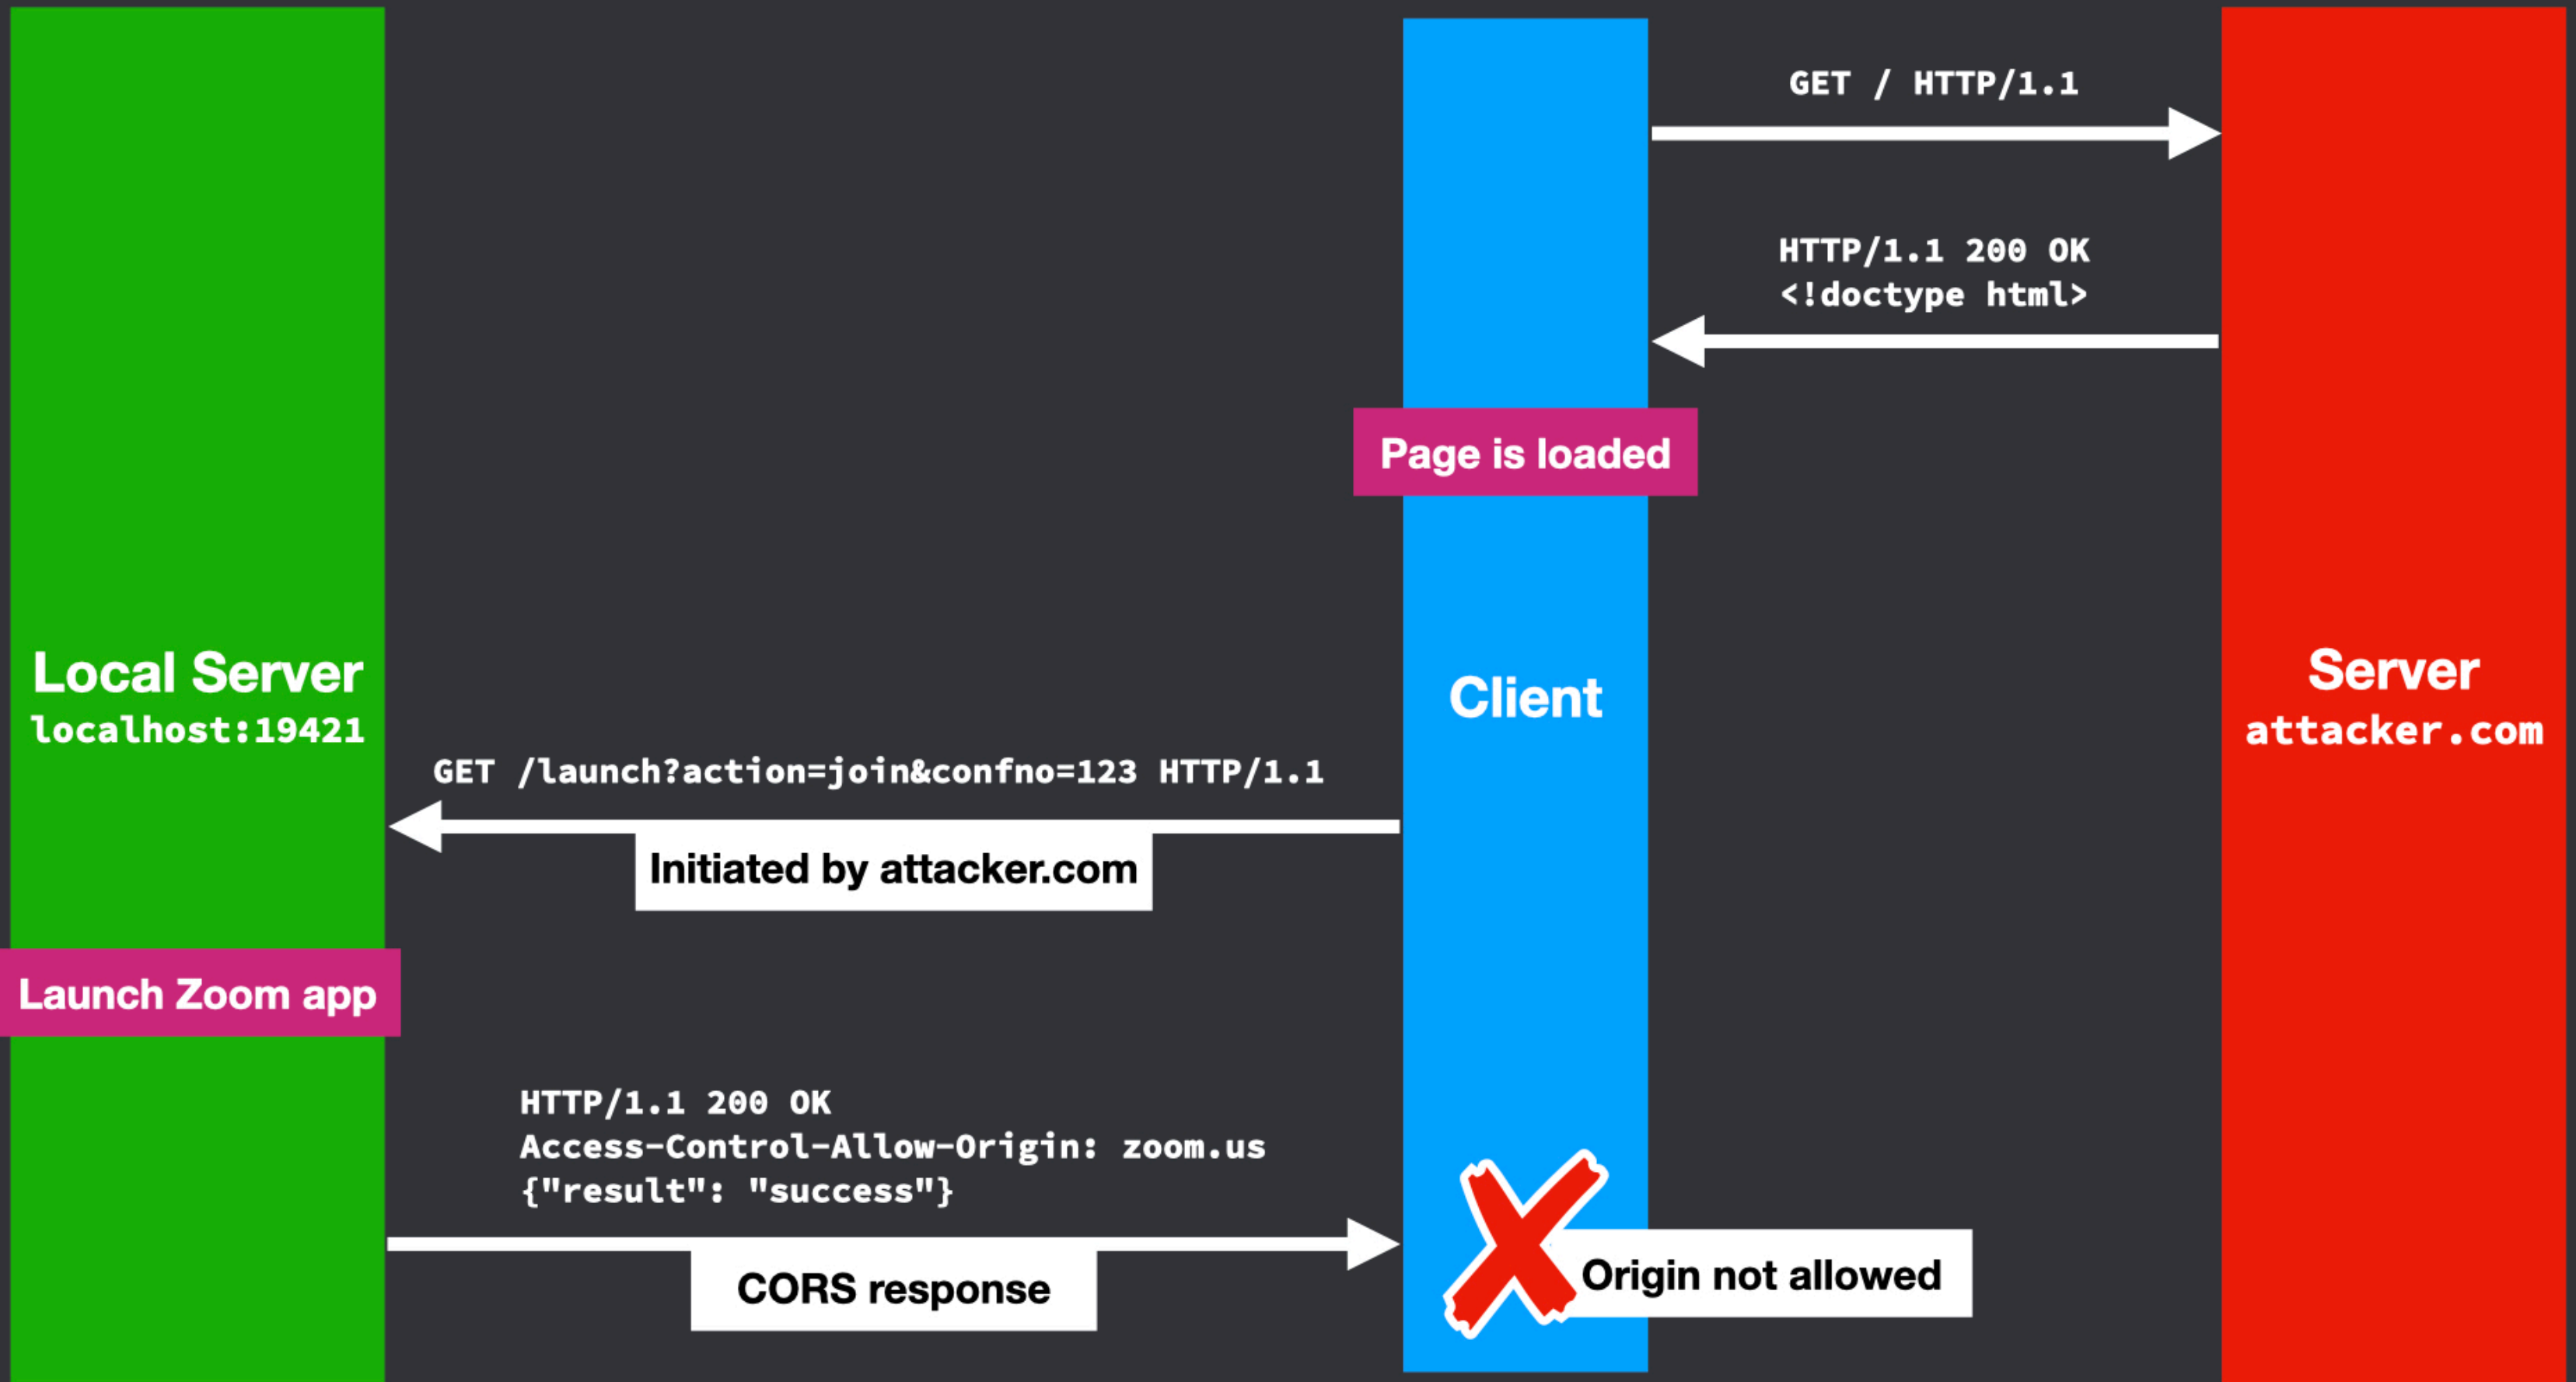 GET / HTTP/1.1
HTTP/1.1 200 OK
<!doctype html>
Page is loaded
Local Server
localhost:19421
Client
Server
attacker.com
GET /launch?action=join&confno=123 HTTP/1.1
Initiated by attacker.com
Launch Zoom app
HTTP/1.1 200 OK
Access-Control-Allow-Origin: zoom.us
{"result": "success"}
CORS response
Origin not allowed